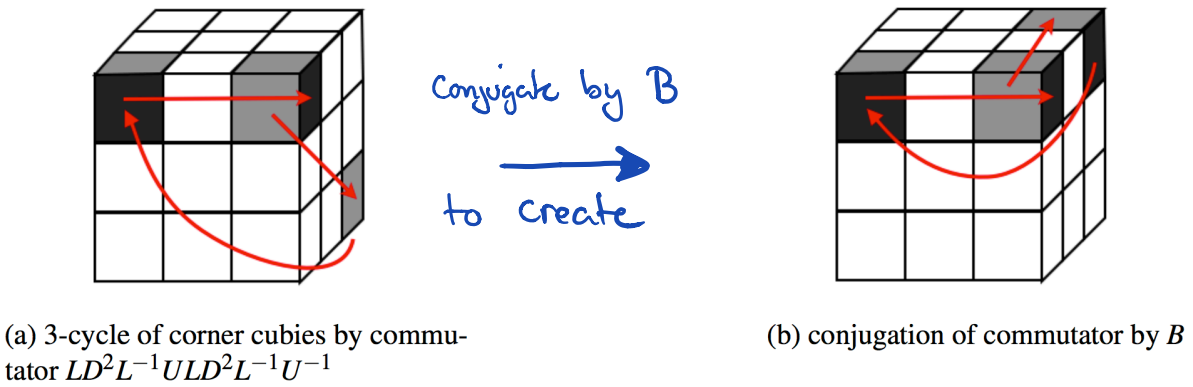 Conjugate by B
to create
(a) 3-cycle of corner cubies by commu-
tator LD²L⁻¹ULD²L⁻¹U⁻¹
(b) conjugation of commutator by B